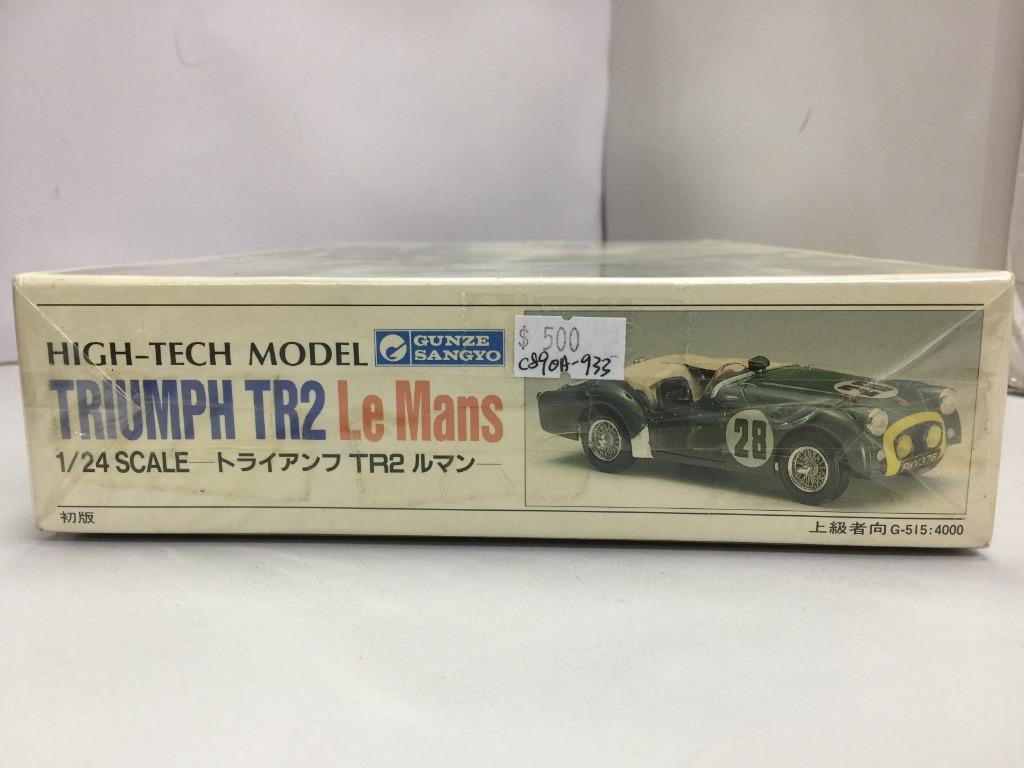 HIGH-TECH MODEL GUNZE SANGYO
$ 500
C890A-933
TRIUMPH TR2 Le Mans
1/24 SCALE—トライアンフ TR2 ルマン—
28
PKV376
初版
上級者向 G-515:4000